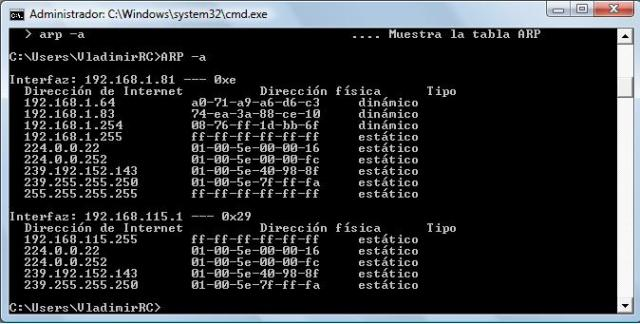 Administrador: C:\Windows\system32\cmd.exe
> arp -a .... Muestra la tabla ARP
C:\Users\VladimirRC>ARP -a
Interfaz: 192.168.1.81 --- 0xe
Dirección de Internet Dirección física Tipo
192.168.1.64 a0-71-a9-a6-d6-c3 dinámico
192.168.1.83 74-ea-3a-88-ce-10 dinámico
192.168.1.254 08-76-ff-1d-bb-6f dinámico
192.168.1.255 ff-ff-ff-ff-ff-ff estático
224.0.0.22 01-00-5e-00-00-16 estático
224.0.0.252 01-00-5e-00-00-fc estático
239.192.152.143 01-00-5e-40-98-8f estático
239.255.255.250 01-00-5e-7f-ff-fa estático
255.255.255.255 ff-ff-ff-ff-ff-ff estático
Interfaz: 192.168.115.1 --- 0x29
Dirección de Internet Dirección física Tipo
192.168.115.255 ff-ff-ff-ff-ff-ff estático
224.0.0.22 01-00-5e-00-00-16 estático
224.0.0.252 01-00-5e-00-00-fc estático
239.192.152.143 01-00-5e-40-98-8f estático
239.255.255.250 01-00-5e-7f-ff-fa estático
C:\Users\VladimirRC>